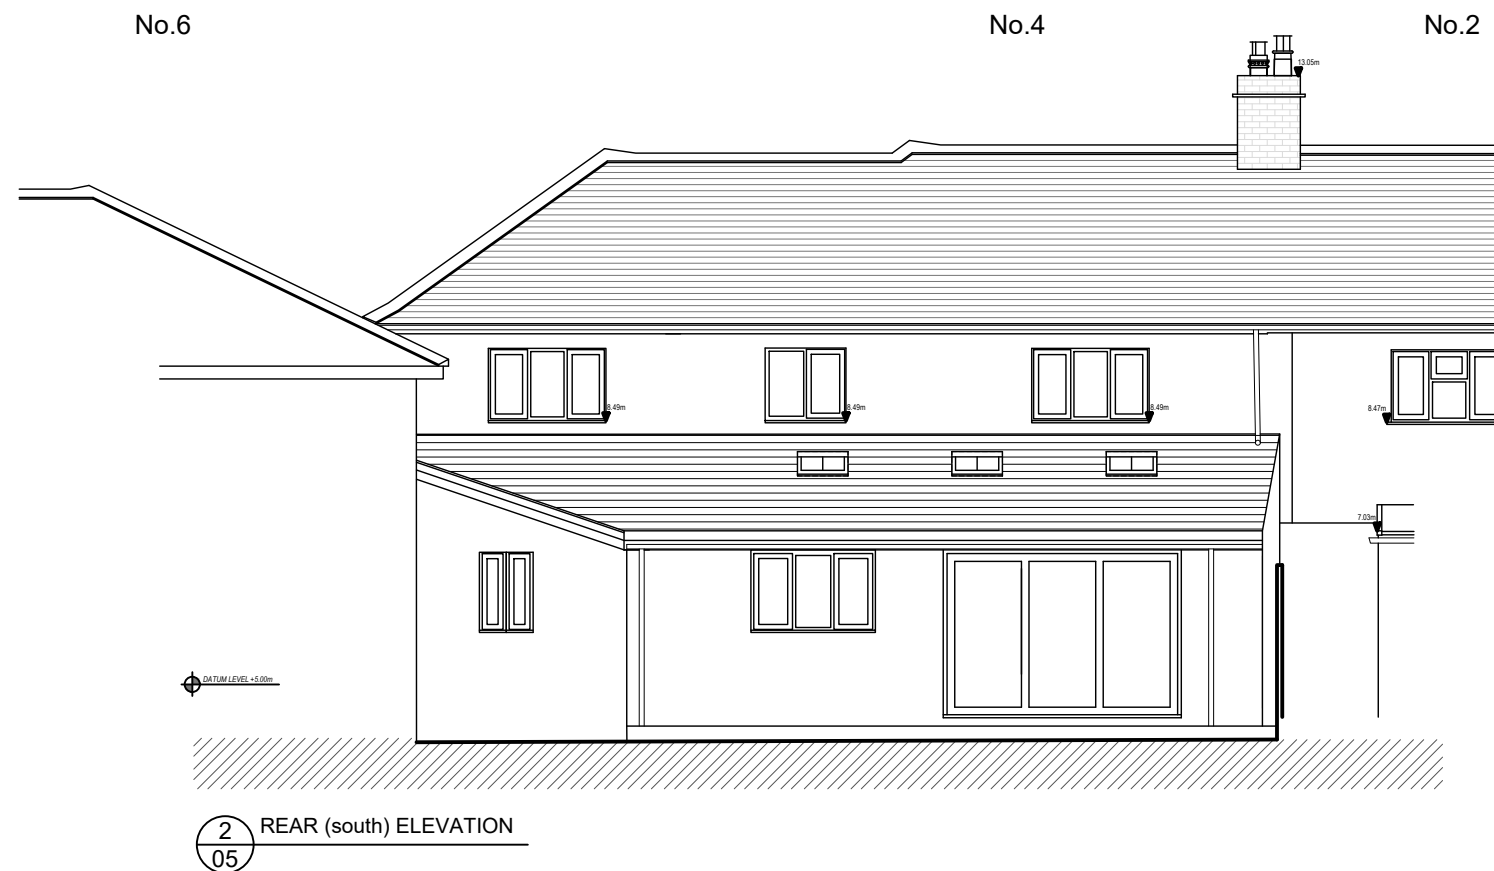 No.6
No.4
No.2
13.05m
8.49m
8.49m
8.49m
8.47m
7.03m
DATUM LEVEL +5.00m
2
05
REAR (south) ELEVATION